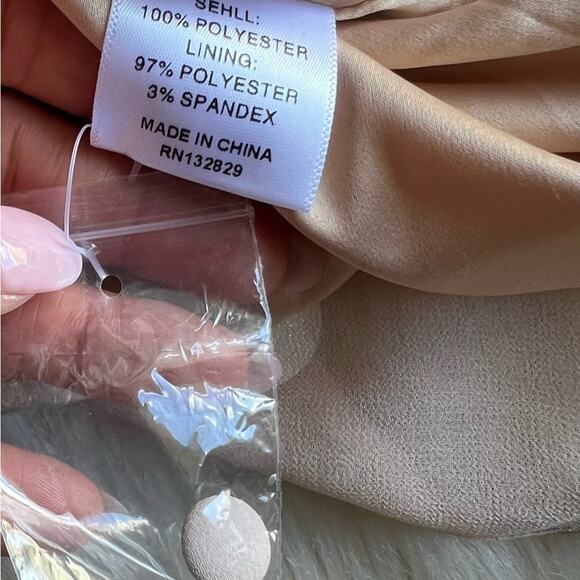 SEHLL:
100% POLYESTER
LINING:
97% POLYESTER
3% SPANDEX
MADE IN CHINA
RN132829